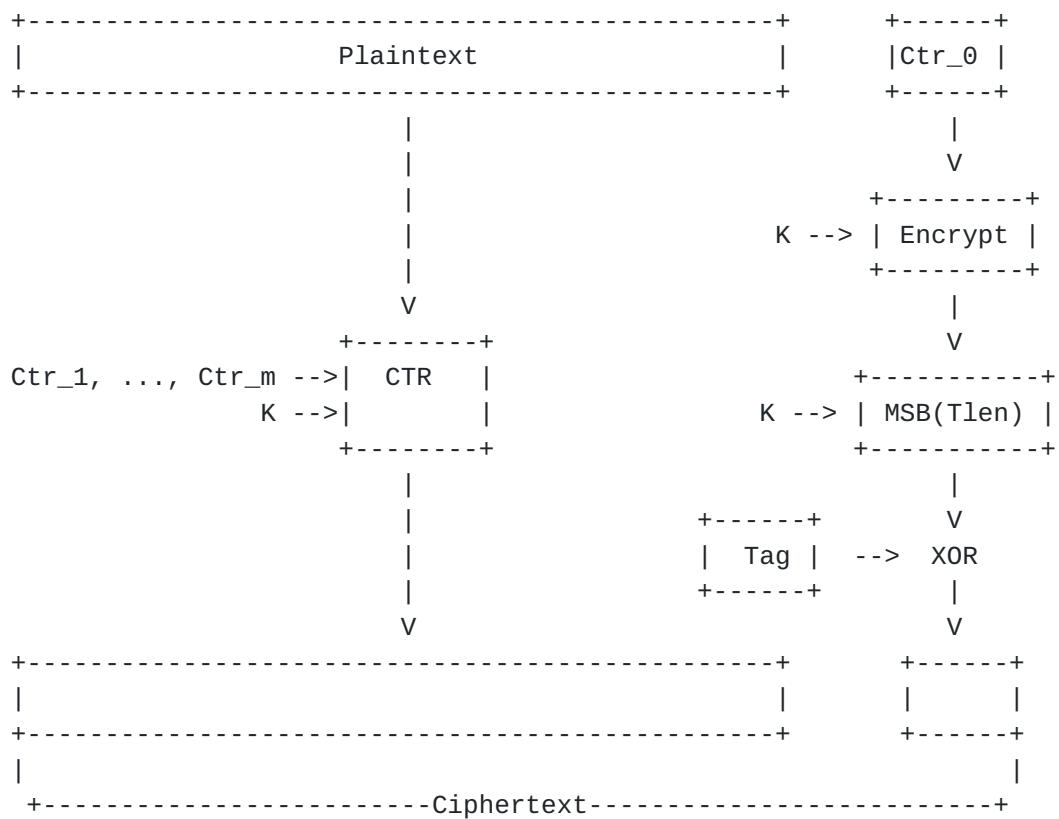 +-----------------------------------------------+      +------+
|                    Plaintext                   |      |Ctr_0 |
+-----------------------------------------------+      +------+
                         |                                  |
                         |                                  V
                         |                             +---------+
                         |                       K --> | Encrypt |
                         |                             +---------+
                         V                                  |
                     +--------+                             V
Ctr_1, ..., Ctr_m -->|  CTR   |                       +-----------+
                K -->|        |                 K --> | MSB(Tlen) |
                     +--------+                       +-----------+
                         |                                  |
                         |                  +------+        V
                         |                  |  Tag |  -->  XOR
                         |                  +------+        |
                         V                                  V
+-----------------------------------------------+       +------+
|                                                |       |      |
+-----------------------------------------------+       +------+
|                                                              |
 +-------------------------Ciphertext--------------------------+